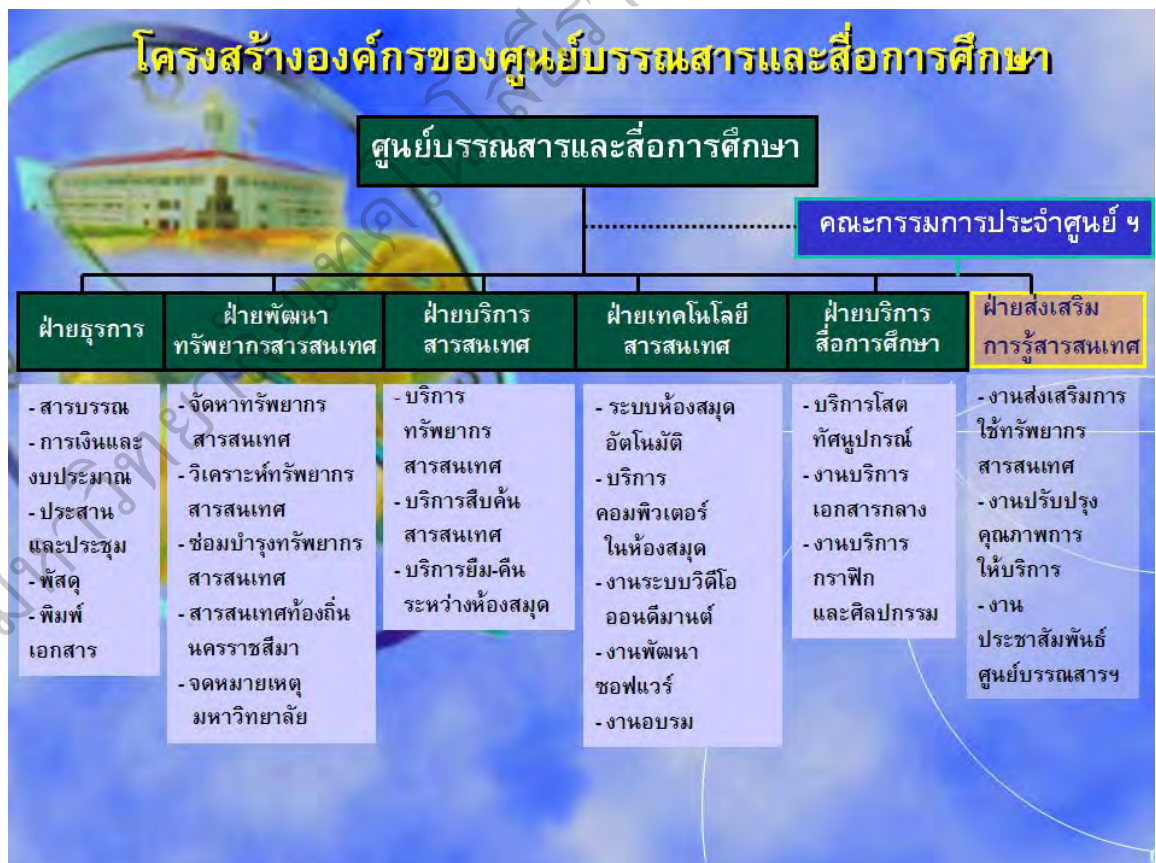 โครงสร้างองค์กรของศูนย์บรรณสารและสื่อการศึกษา
ศูนย์บรรณสารและสื่อการศึกษา
คณะกรรมการประจำศูนย์ ฯ
ฝ่ายธุรการ
- สารบรรณ
- การเงินและ
งบประมาณ
- ประสาน
และประชุม
- พัสดุ
- พิมพ์
เอกสาร
ฝ่ายพัฒนา
ทรัพยากรสารสนเทศ
- จัดหาทรัพยากร
สารสนเทศ
- วิเคราะห์ทรัพยากร
สารสนเทศ
- ซ่อมบำรุงทรัพยากร
สารสนเทศ
- สารสนเทศท้องถิ่น
นครราชสีมา
- จดหมายเหตุ
มหาวิทยาลัย
ฝ่ายบริการ
สารสนเทศ
- บริการ
ทรัพยากร
สารสนเทศ
- บริการสืบค้น
สารสนเทศ
- บริการยืม-คืน
ระหว่างห้องสมุด
ฝ่ายเทคโนโลยี
สารสนเทศ
- ระบบห้องสมุด
อัตโนมัติ
- บริการ
คอมพิวเตอร์
ในห้องสมุด
- งานระบบวิดีโอ
ออนดีมานต์
- งานพัฒนา
ซอฟแวร์
- งานอบรม
ฝ่ายบริการ
สื่อการศึกษา
- บริการโสต
ทัศนูปกรณ์
- งานบริการ
เอกสารกลาง
- งานบริการ
กราฟิก
และศิลปกรรม
ฝ่ายส่งเสริม
การรู้สารสนเทศ
- งานส่งเสริมการ
ใช้ทรัพยากร
สารสนเทศ
- งานปรับปรุง
คุณภาพการ
ให้บริการ
- งาน
ประชาสัมพันธ์
ศูนย์บรรณสารฯ